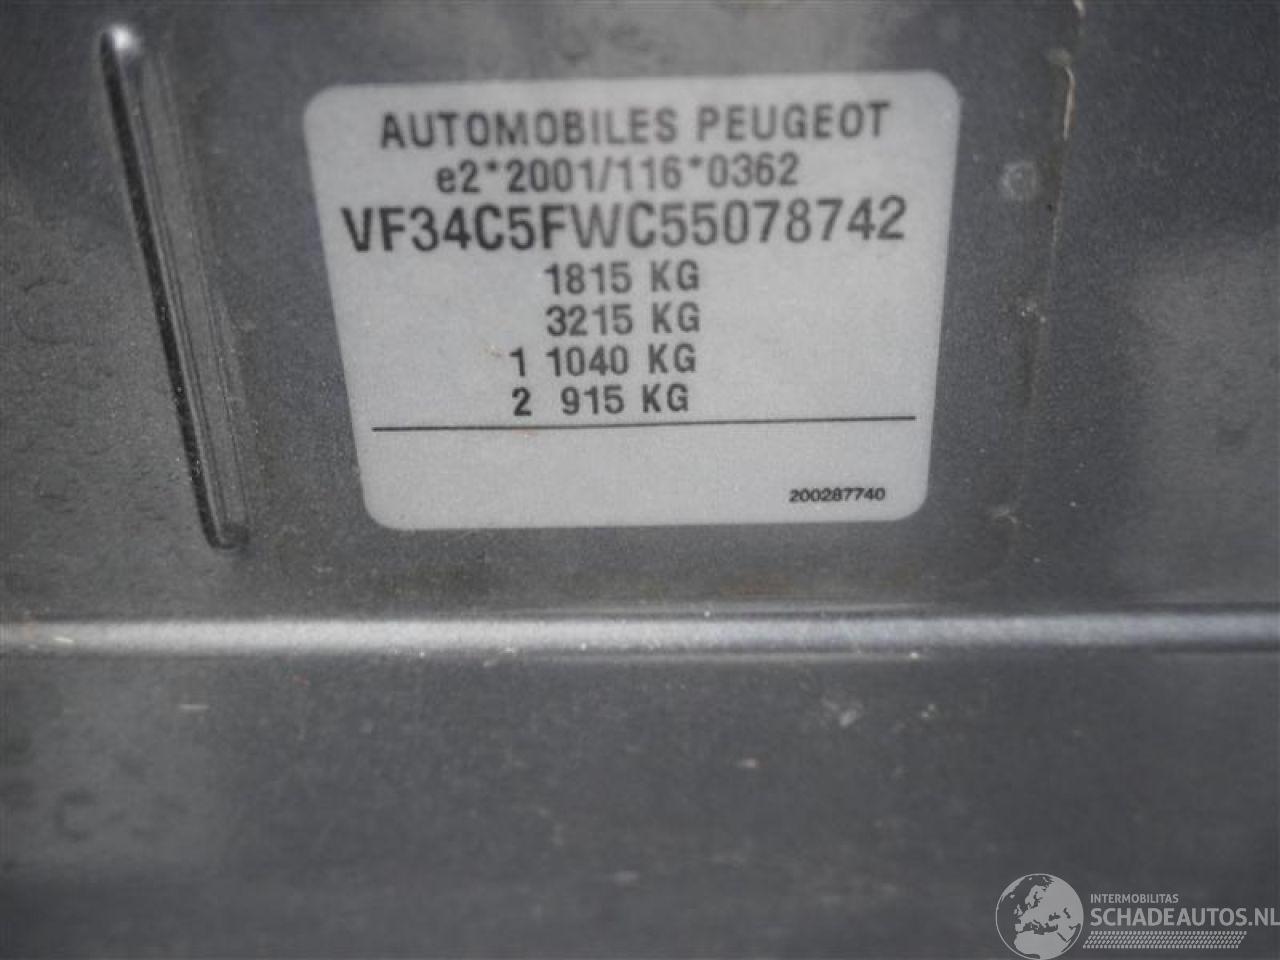 AUTOMOBILES PEUGEOT
e2*2001/116*0362
VF34C5FWC55078742
1815 KG
3215 KG
1 1040 KG
2 915 KG
200287740
INTERMOBILITAS
SCHADEAUTOS.NL